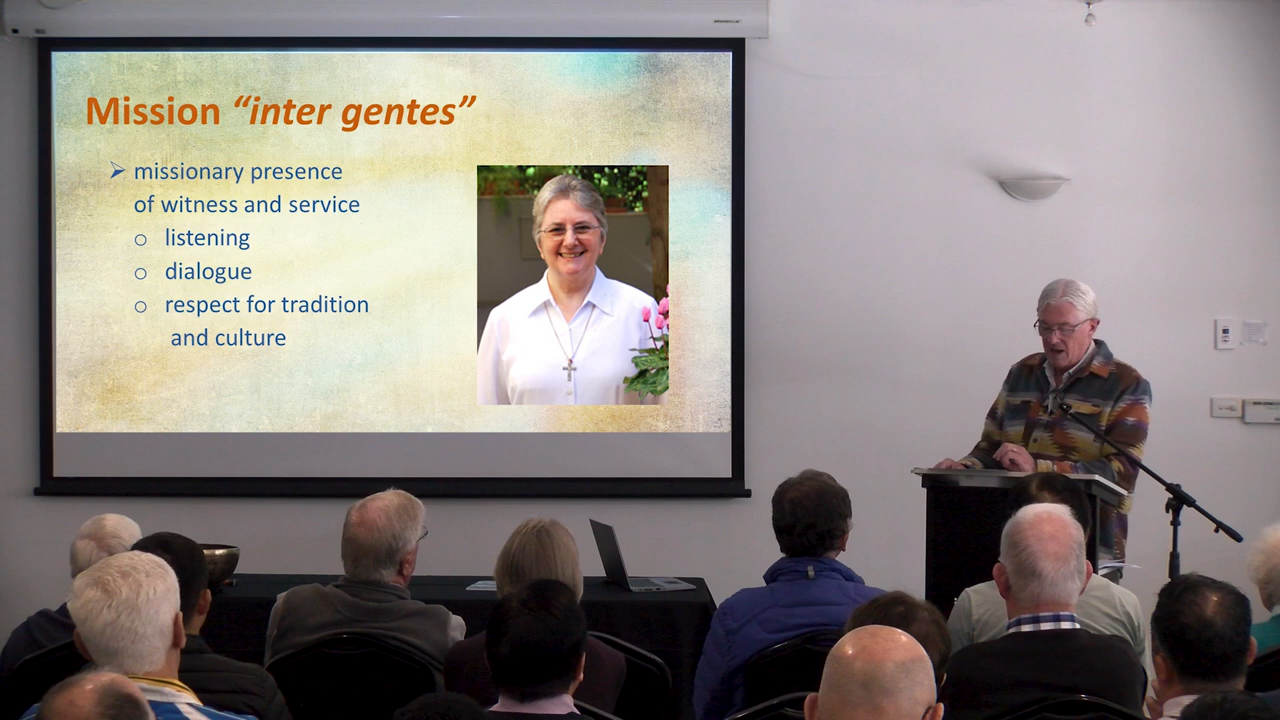 Mission “inter gentes”
➢ missionary presence
of witness and service
○ listening
○ dialogue
○ respect for tradition
and culture